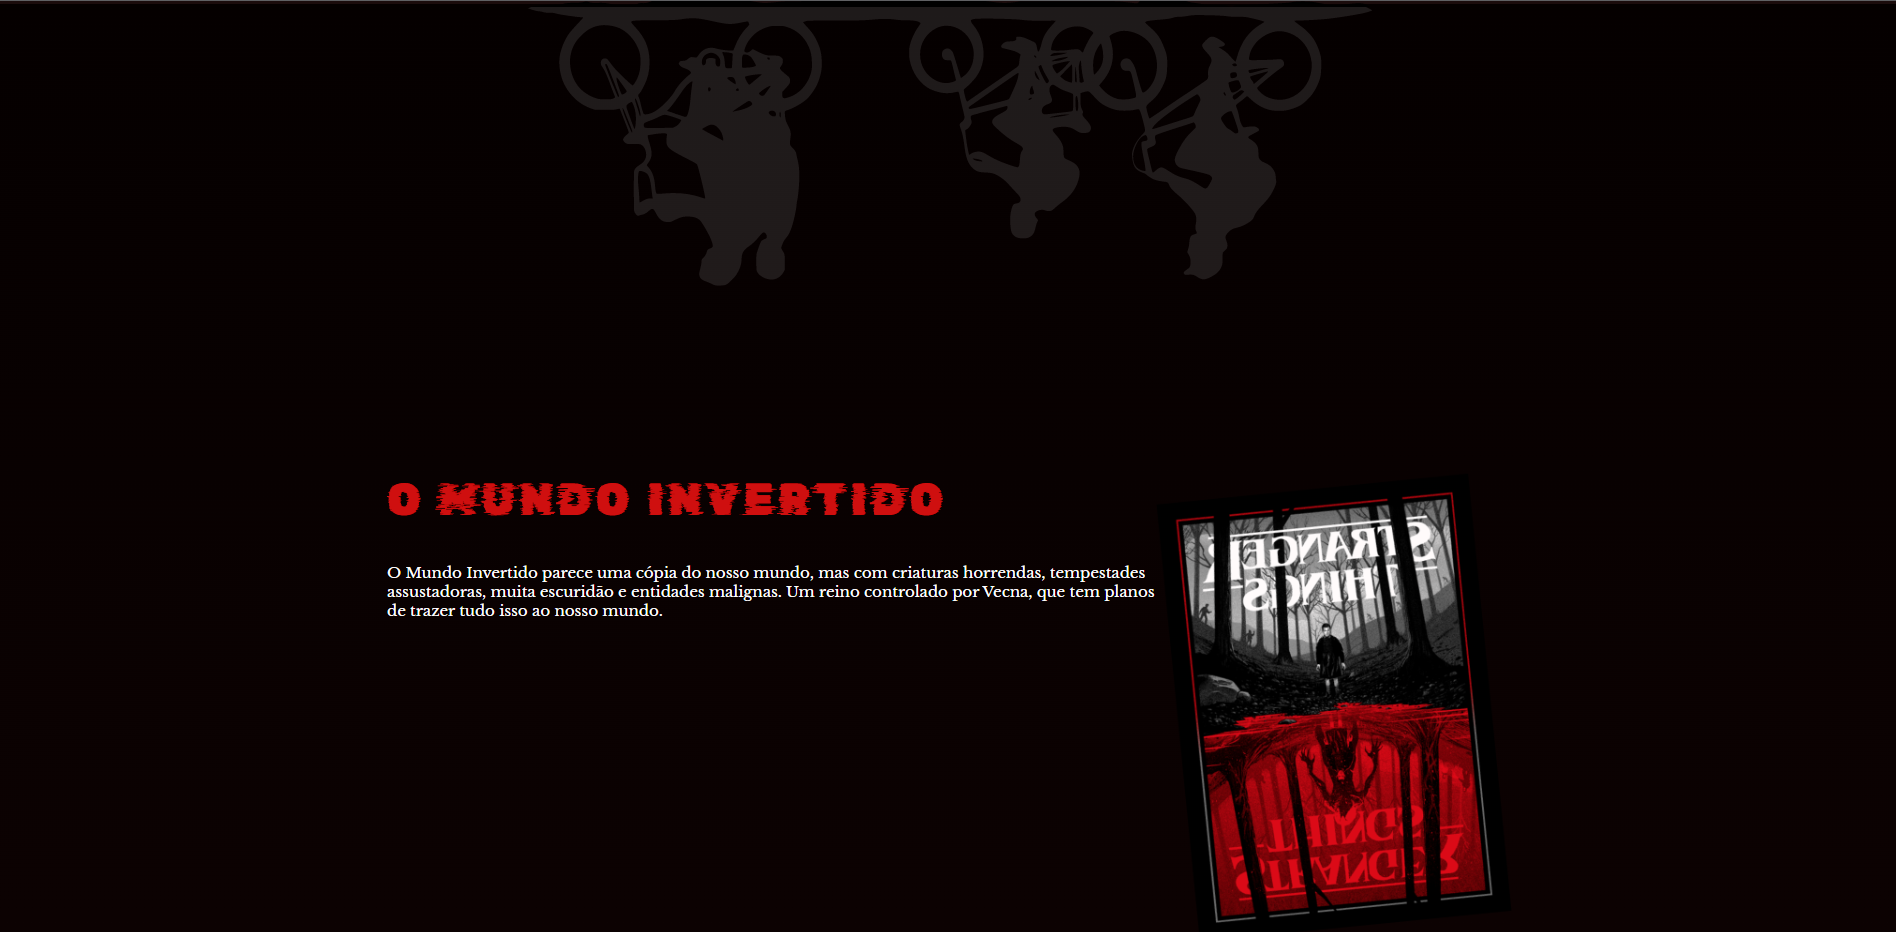 O MUNDO INVERTIDO
O Mundo Invertido parece uma cópia do nosso mundo, mas com criaturas horrendas, tempestades
assustadoras, muita escuridão e entidades malignas. Um reino controlado por Vecna, que tem planos
de trazer tudo isso ao nosso mundo.
STRANGER
THINGS
THINGS
STRANGER